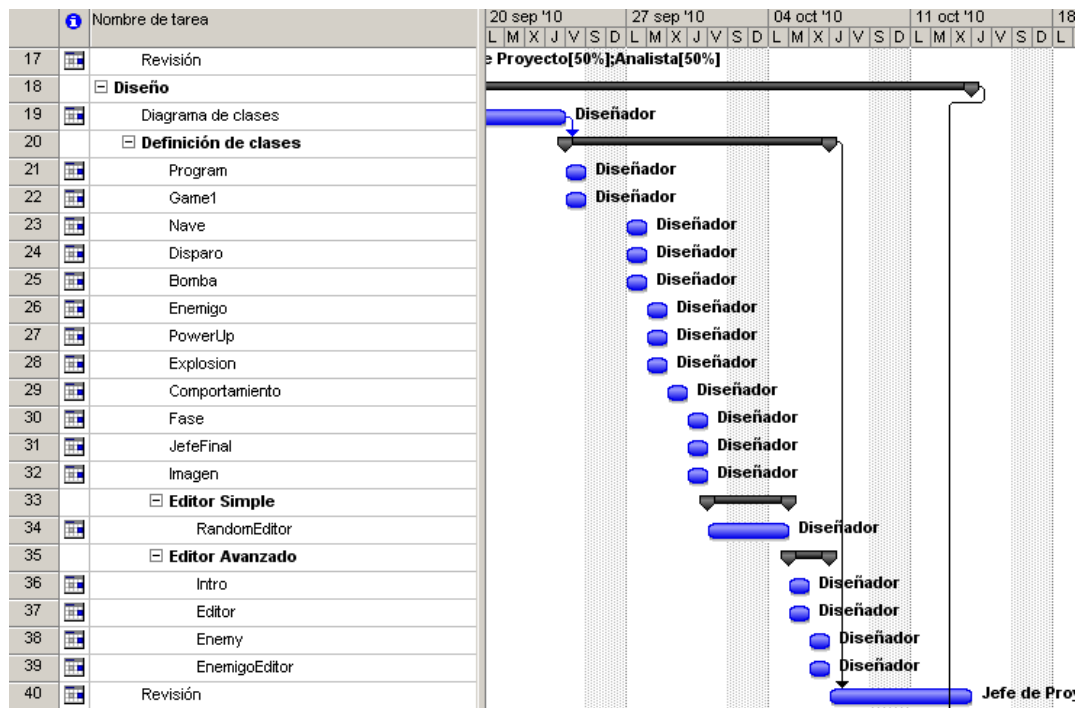 Nombre de tarea
20 sep '10 27 sep '10 04 oct '10 11 oct '10 18
L M X J V S D L M X J V S D L M X J V S D L M X J V S D L
17 Revisión e Proyecto[50%];Analista[50%]
18 Diseño
19 Diagrama de clases Diseñador
20 Definición de clases
21 Program Diseñador
22 Game1 Diseñador
23 Nave Diseñador
24 Disparo Diseñador
25 Bomba Diseñador
26 Enemigo Diseñador
27 PowerUp Diseñador
28 Explosion Diseñador
29 Comportamiento Diseñador
30 Fase Diseñador
31 JefeFinal Diseñador
32 Imagen Diseñador
33 Editor Simple
34 RandomEditor Diseñador
35 Editor Avanzado
36 Intro Diseñador
37 Editor Diseñador
38 Enemy Diseñador
39 EnemigoEditor Diseñador
40 Revisión Jefe de Proy